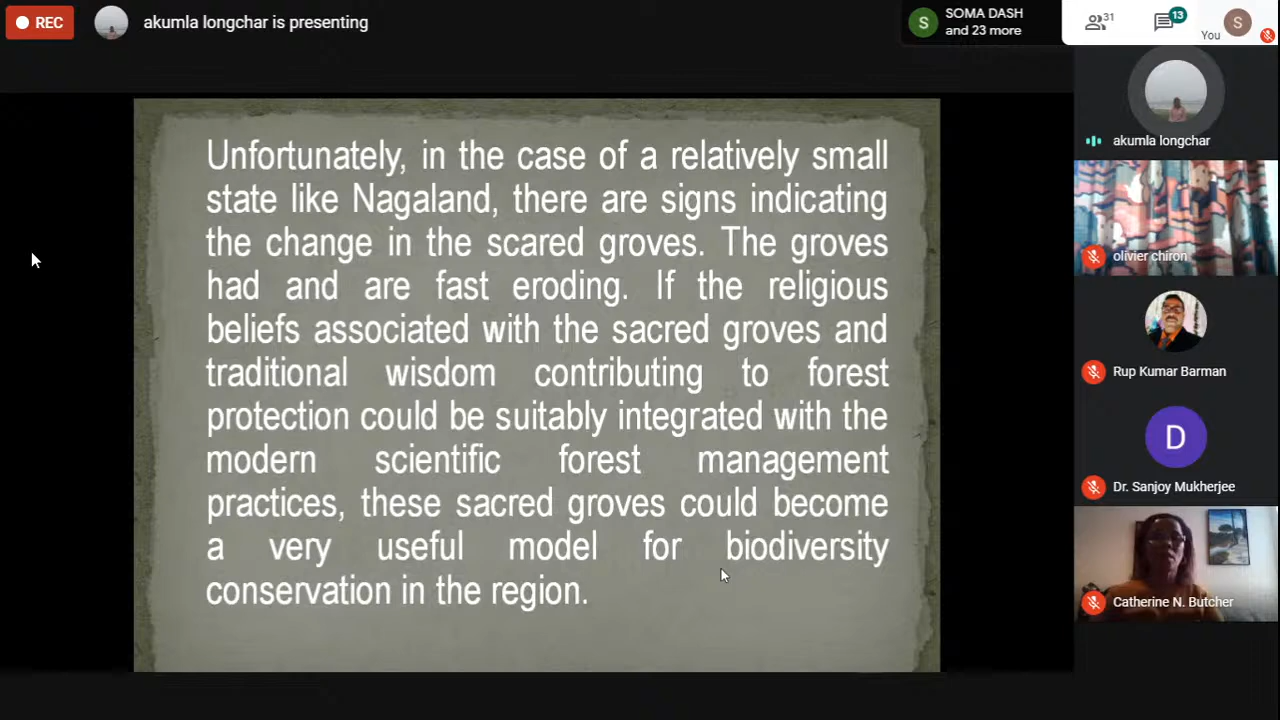 REC
akumla longchar is presenting
SOMA DASH
and 23 more
S
31
13
You
S
Unfortunately, in the case of a relatively small
state like Nagaland, there are signs indicating
the change in the scared groves. The groves
had and are fast eroding. If the religious
beliefs associated with the sacred groves and
traditional wisdom contributing to forest
protection could be suitably integrated with the
modern scientific forest management
practices, these sacred groves could become
a very useful model for biodiversity
conservation in the region.
akumla longchar
olivier chiron
Rup Kumar Barman
D
Dr. Sanjoy Mukherjee
Catherine N. Butcher